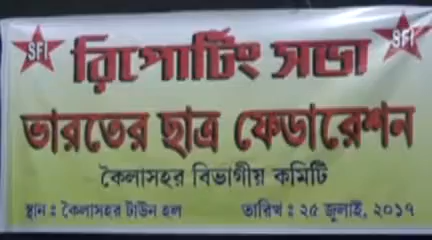 SFI রিপোর্টিং সভা SFI
ভারতের ছাত্র ফেডারেশন
কৈলাসহর বিভাগীয় কমিটি
স্থান : কৈলাসহর টাউন হল তারিখ : ২৫ জুলাই, ২০১৭